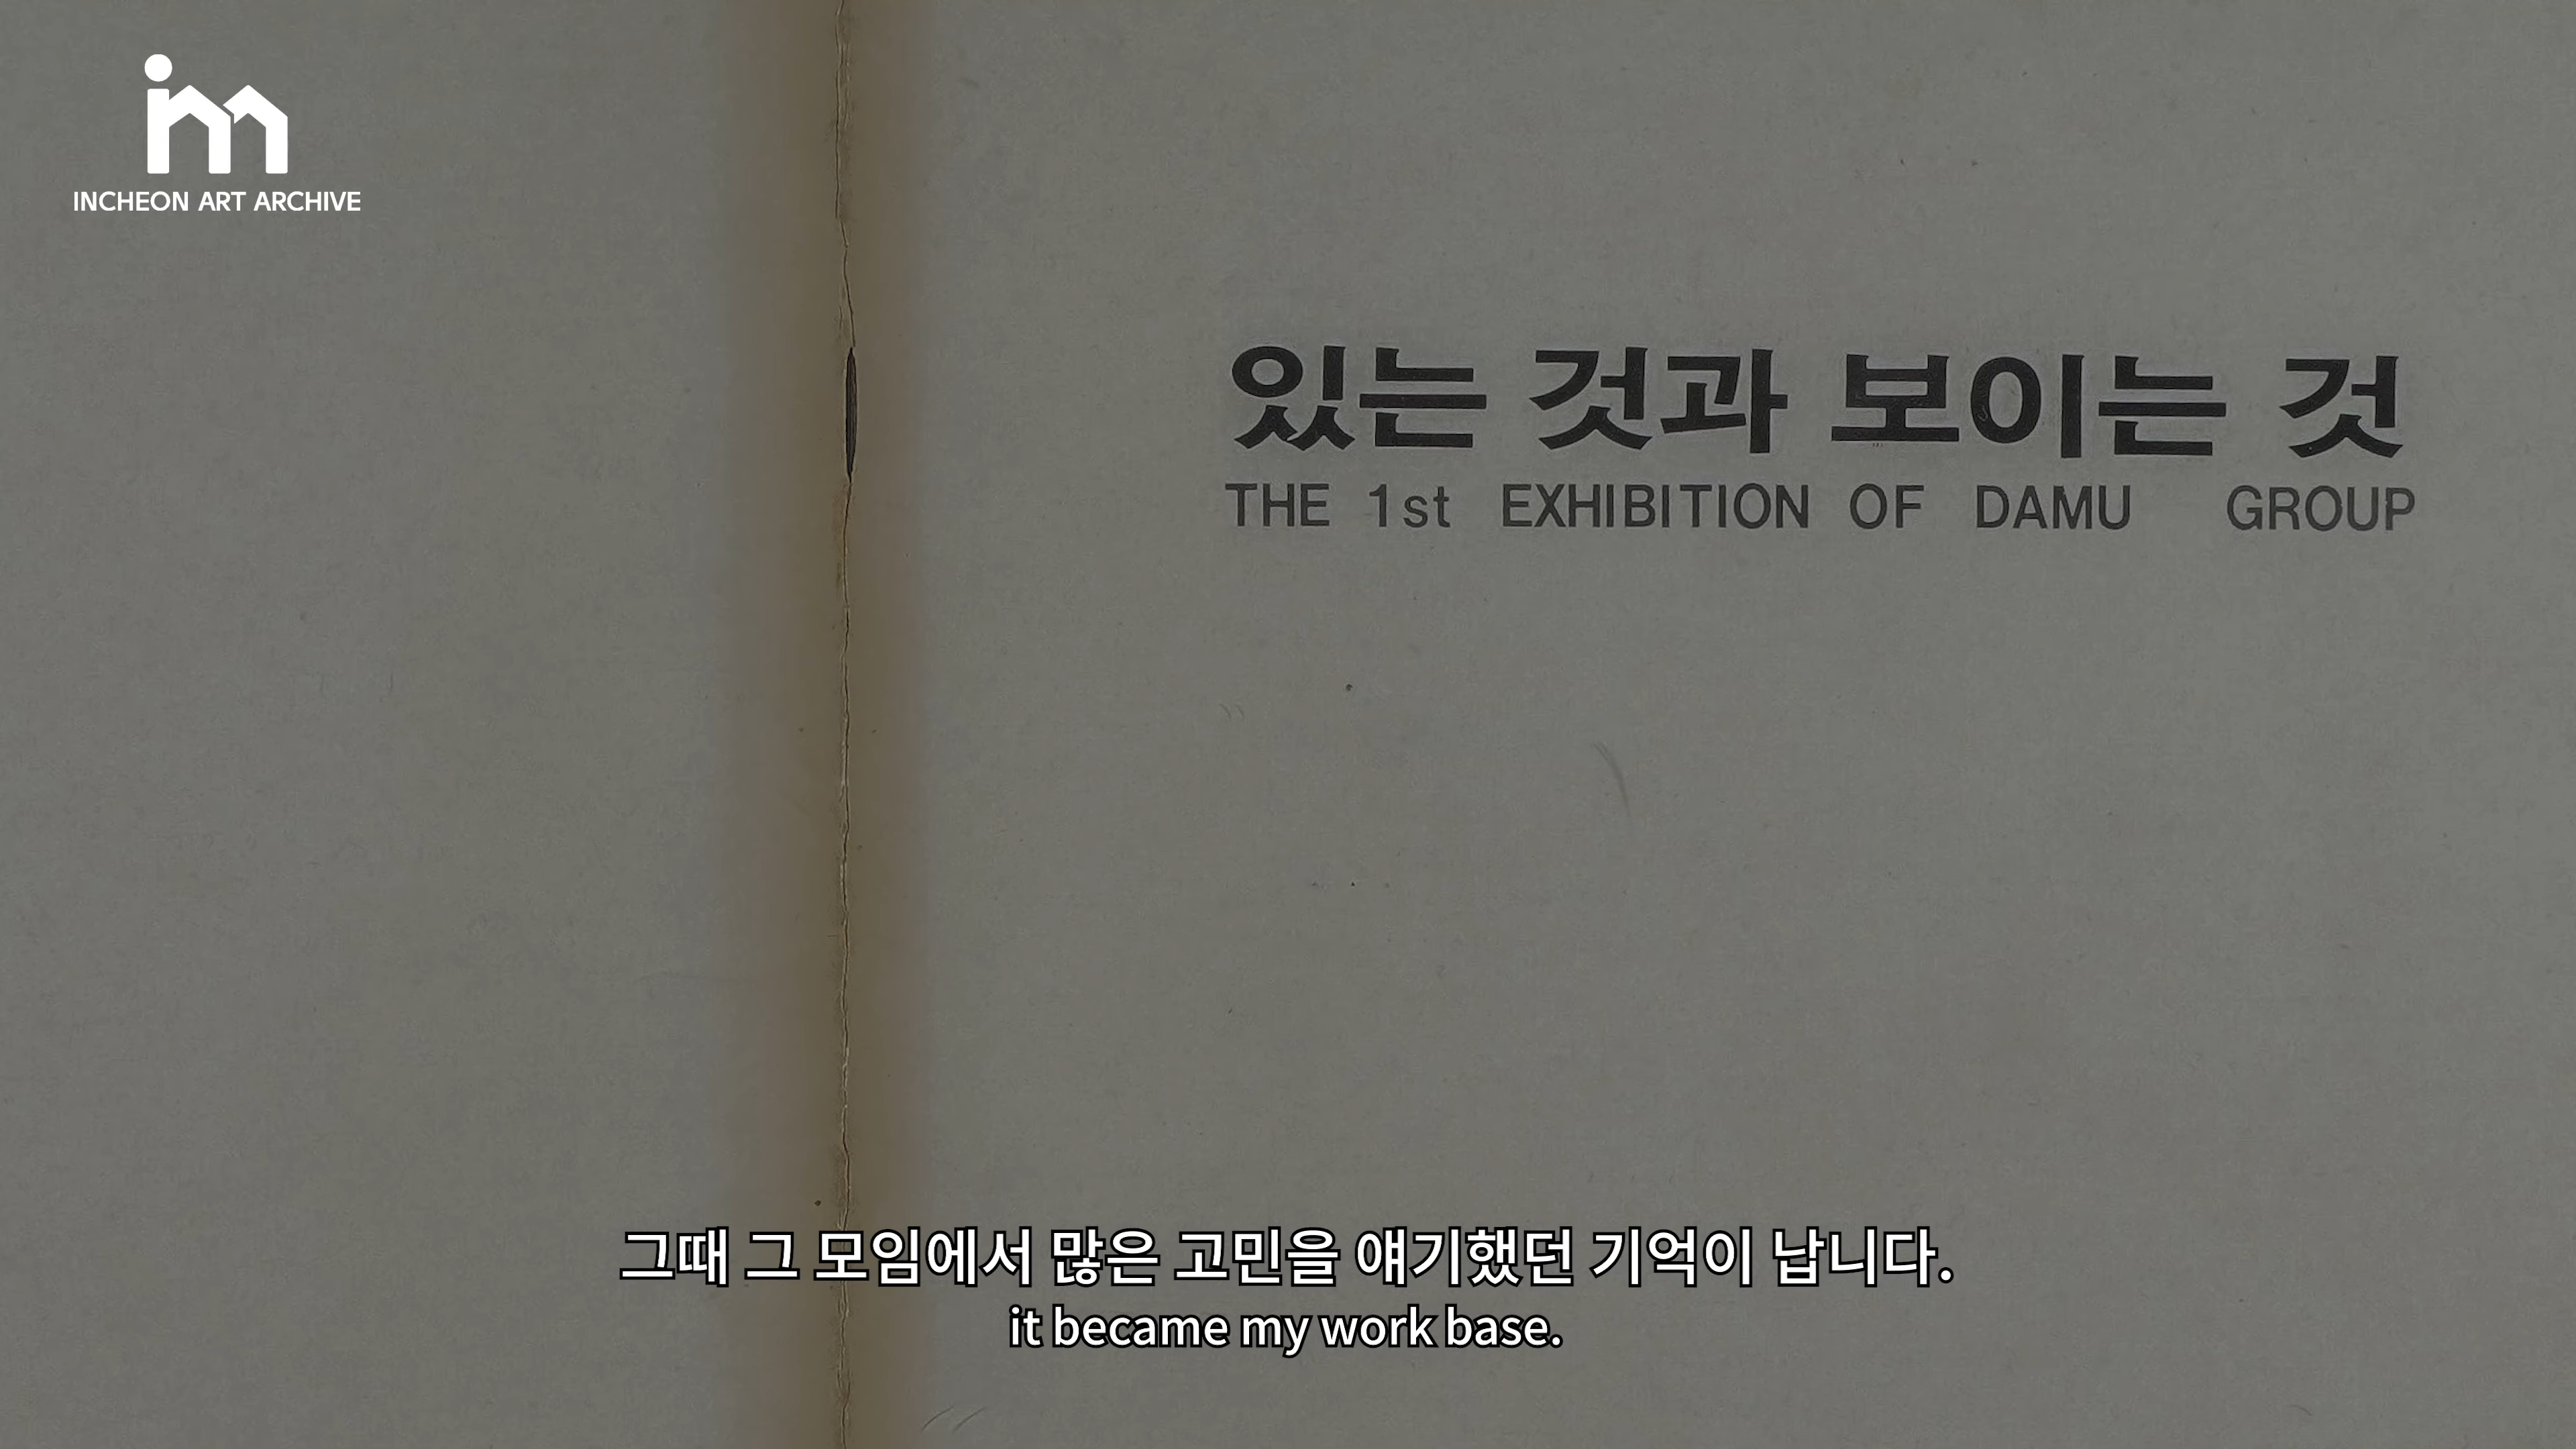 im
INCHEON ART ARCHIVE
있는 것과 보이는 것
THE 1st EXHIBITION OF DAMU GROUP
그때 그 모임에서 많은 고민을 얘기했던 기억이 납니다.
it became my work base.